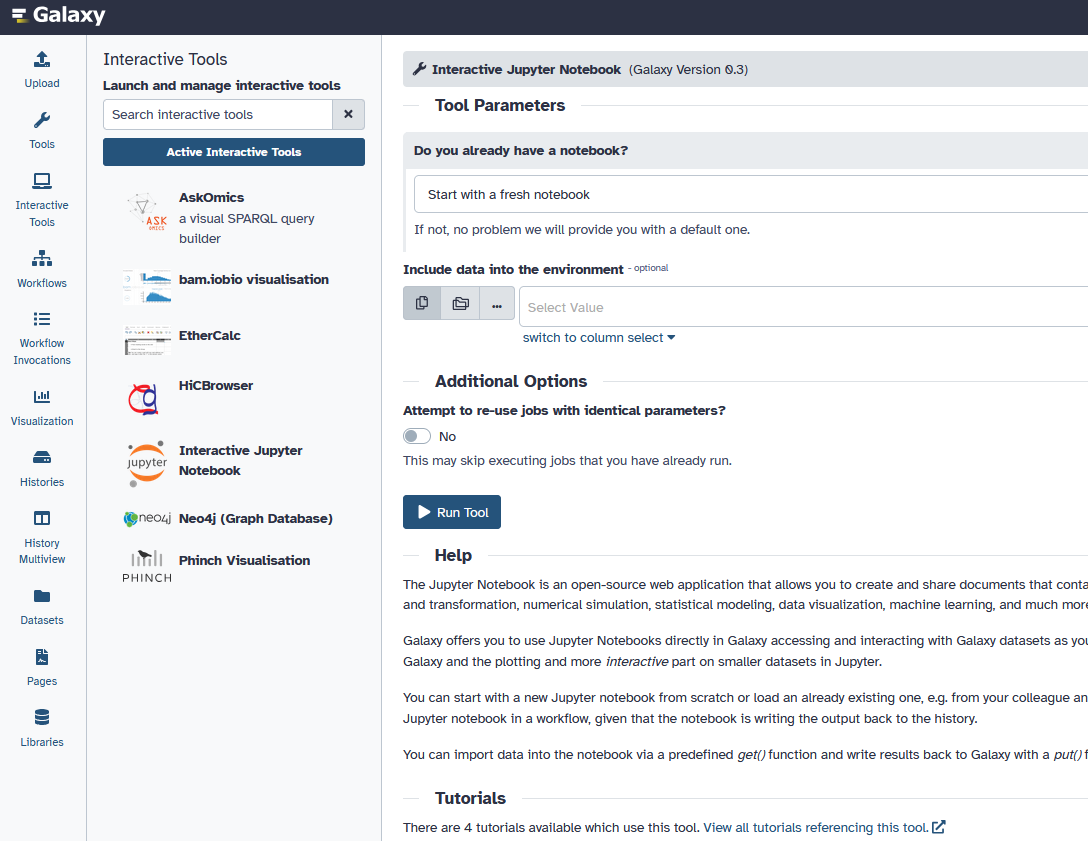 Galaxy
Upload
Tools
Interactive
Tools
Workflows
Workflow
Invocations
Visualization
Histories
History
Multiview
Datasets
Pages
Libraries
Interactive Tools
Launch and manage interactive tools
Search interactive tools
Active Interactive Tools
ASK
OMICS
AskOmics
a visual SPARQL query
builder
bam.iobio visualisation
EtherCalc
HiCBrowser
jupyter
Interactive Jupyter
Notebook
neo4j
Neo4j (Graph Database)
PHINCH
Phinch Visualisation
Interactive Jupyter Notebook (Galaxy Version 0.3)
Tool Parameters
Do you already have a notebook?
Start with a fresh notebook
If not, no problem we will provide you with a default one.
Include data into the environment - optional
...
Select Value
switch to column select
Additional Options
Attempt to re-use jobs with identical parameters?
No
This may skip executing jobs that you have already run.
Run Tool
Help
The Jupyter Notebook is an open-source web application that allows you to create and share documents that conta
and transformation, numerical simulation, statistical modeling, data visualization, machine learning, and much more
Galaxy offers you to use Jupyter Notebooks directly in Galaxy accessing and interacting with Galaxy datasets as you
Galaxy and the plotting and more interactive part on smaller datasets in Jupyter.
You can start with a new Jupyter notebook from scratch or load an already existing one, e.g. from your colleague an
Jupyter notebook in a workflow, given that the notebook is writing the output back to the history.
You can import data into the notebook via a predefined get() function and write results back to Galaxy with a put() f
Tutorials
There are 4 tutorials available which use this tool. View all tutorials referencing this tool.